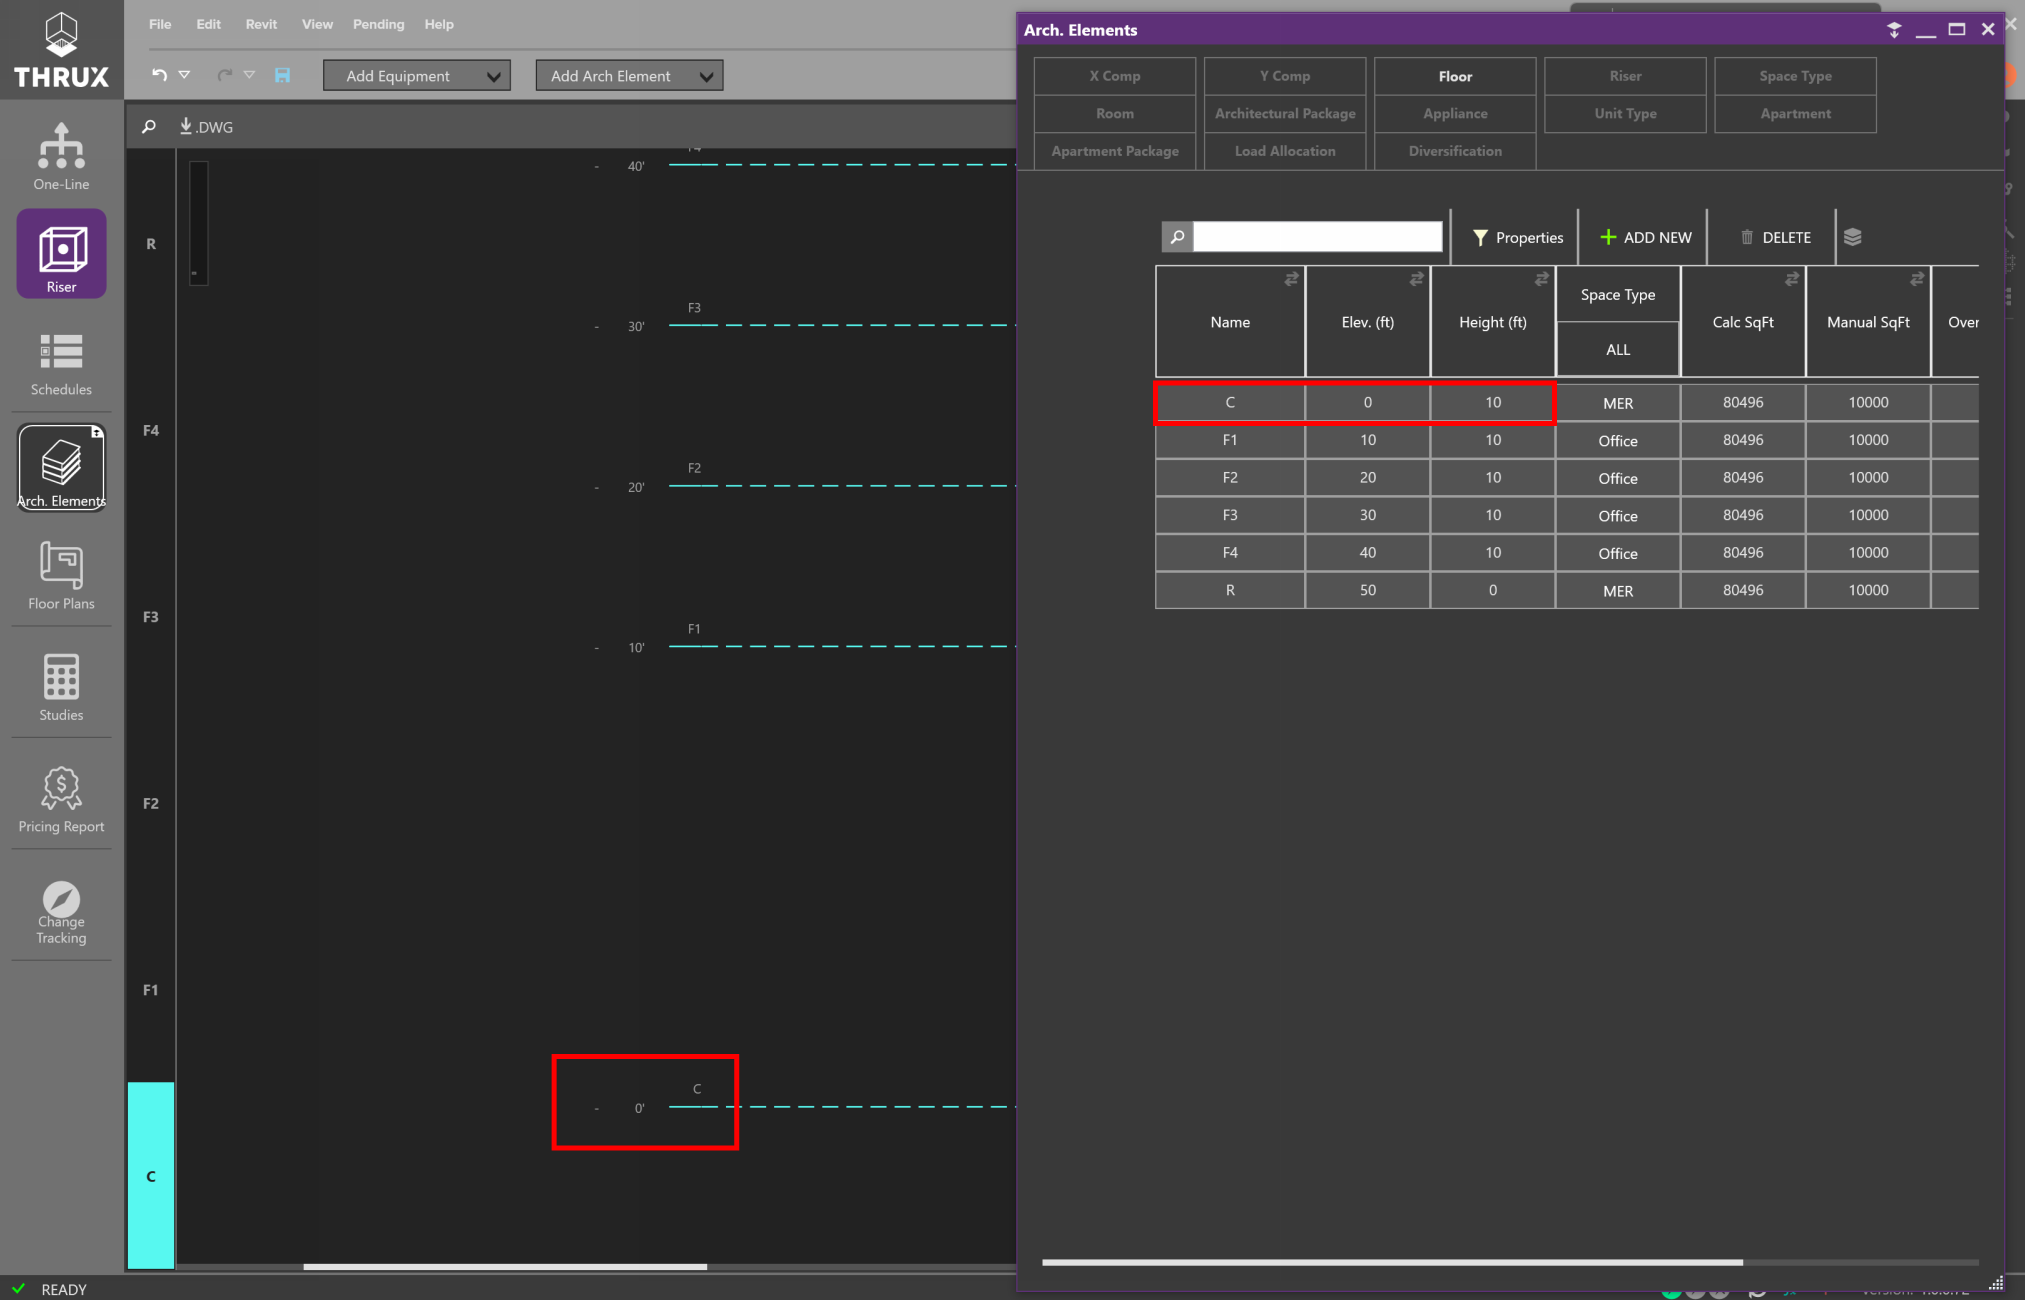 THRUX
File Edit Revit View Pending Help
Add Equipment Add Arch Element
.DWG
One-Line
Riser
Schedules
Arch. Elements
Floor Plans
Studies
Pricing Report
Change
Tracking
R
F4
F3
F2
F1
C
- 40'
F3
- 30'
F2
- 20'
F1
- 10'
C
- 0'
Arch. Elements
X Comp Y Comp Floor Riser Space Type
Room Architectural Package Appliance Unit Type Apartment
Apartment Package Load Allocation Diversification
Properties ADD NEW DELETE
Name Elev. (ft) Height (ft) Space Type ALL Calc SqFt Manual SqFt Over
C 0 10 MER 80496 10000
F1 10 10 Office 80496 10000
F2 20 10 Office 80496 10000
F3 30 10 Office 80496 10000
F4 40 10 Office 80496 10000
R 50 0 MER 80496 10000
READY